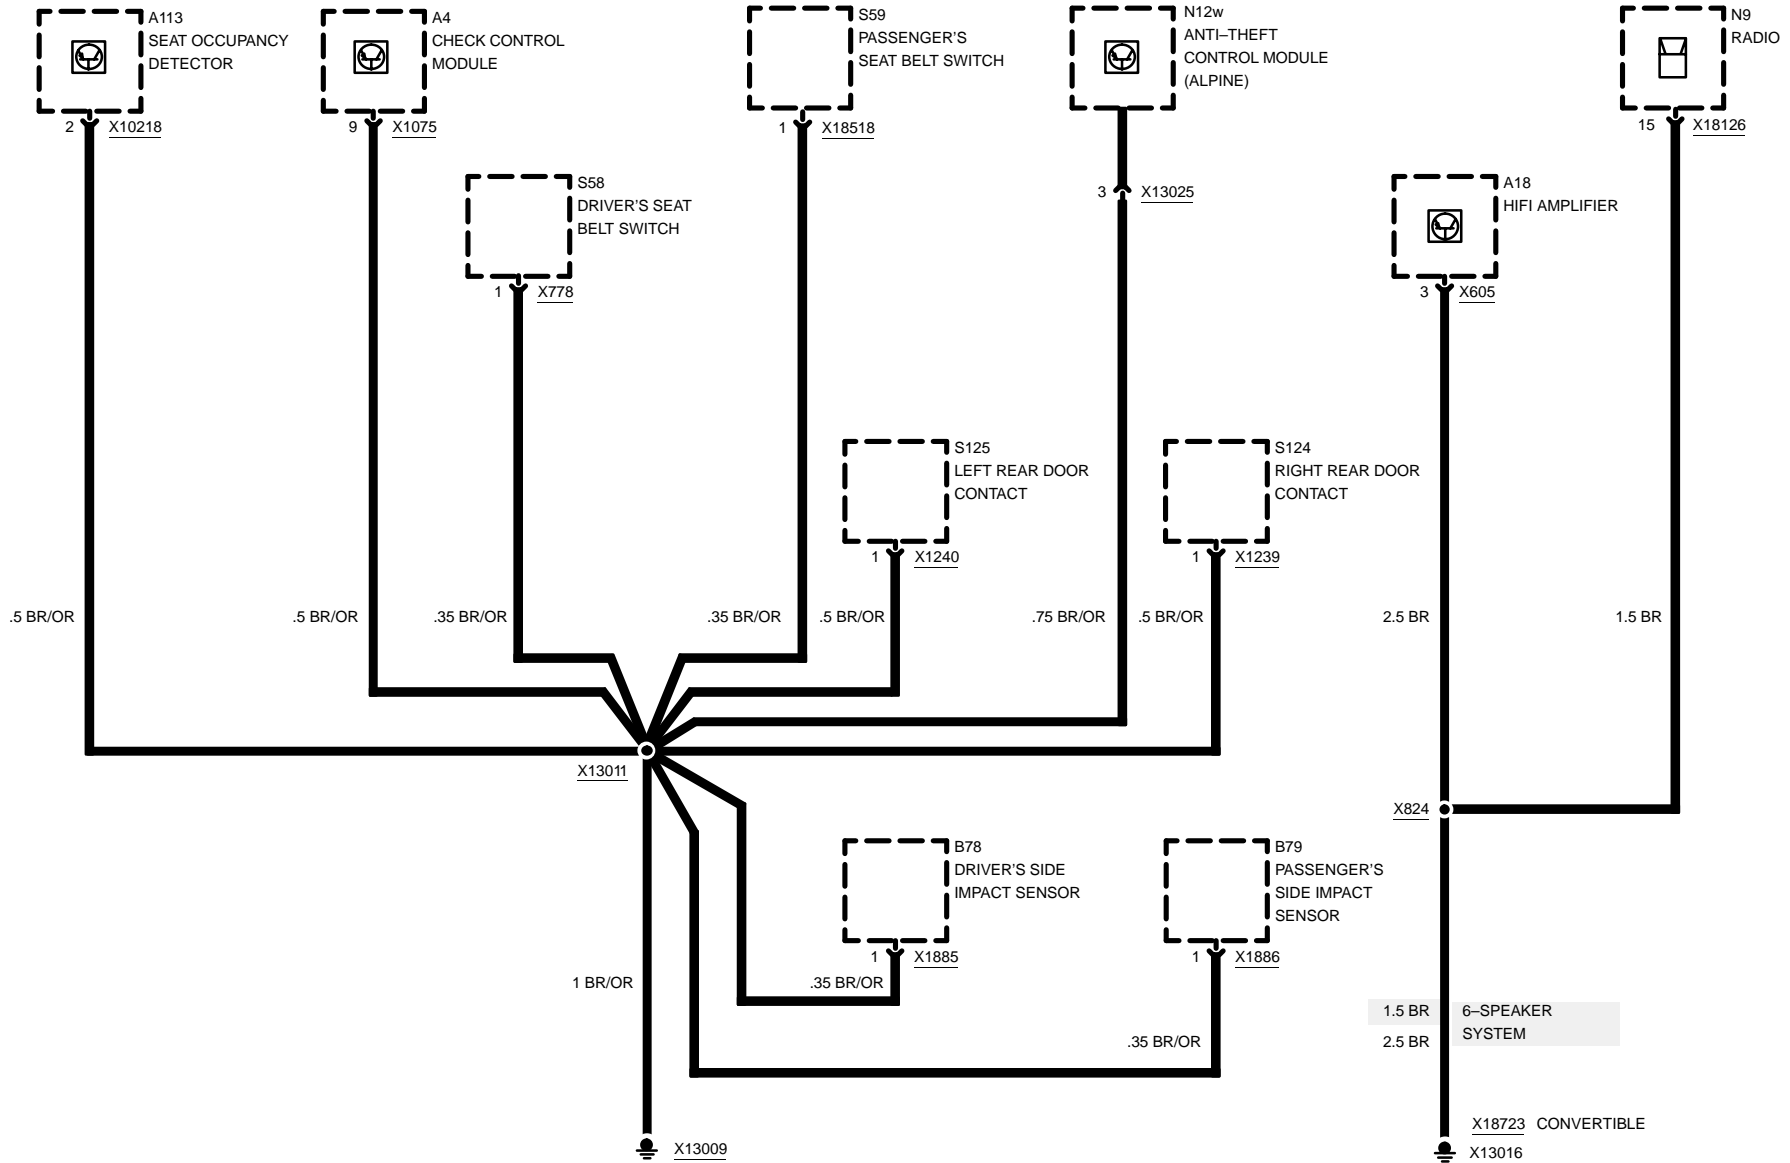 A113
SEAT OCCUPANCY
DETECTOR
2 X10218
A4
CHECK CONTROL
MODULE
9 X1075
S59
PASSENGER'S
SEAT BELT SWITCH
1 X18518
N12w
ANTI–THEFT
CONTROL MODULE
(ALPINE)
3 X13025
N9
RADIO
15 X18126
S58
DRIVER'S SEAT
BELT SWITCH
1 X778
A18
HIFI AMPLIFIER
3 X605
S125
LEFT REAR DOOR
CONTACT
1 X1240
S124
RIGHT REAR DOOR
CONTACT
1 X1239
.5 BR/OR
.5 BR/OR
.35 BR/OR
.35 BR/OR
.5 BR/OR
.75 BR/OR
.5 BR/OR
2.5 BR
1.5 BR
X13011
X824
B78
DRIVER'S SIDE
IMPACT SENSOR
1 X1885
B79
PASSENGER'S
SIDE IMPACT
SENSOR
1 X1886
1 BR/OR
.35 BR/OR
.35 BR/OR
1.5 BR
2.5 BR
6–SPEAKER
SYSTEM
X13009
X18723 CONVERTIBLE
X13016